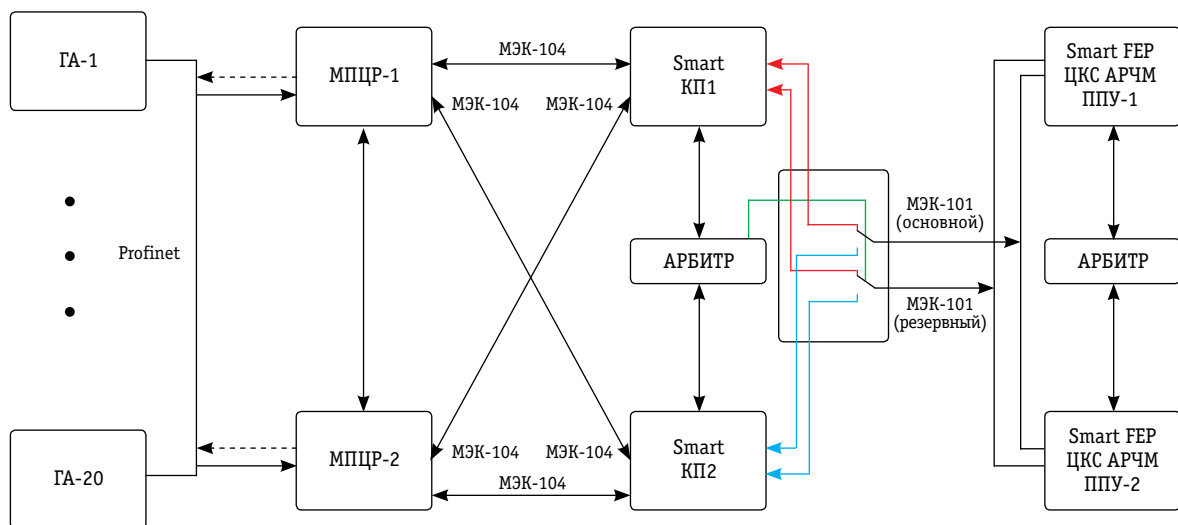 ГА-1
МПЦР-1
МЭК-104
Smart
КП1
Smart FEP
ЦКС АРЧМ
ППУ-1
МЭК-104
МЭК-104
МЭК-101
(основной)
Profinet
АРБИТР
АРБИТР
МЭК-101
(резервный)
ГА-20
МПЦР-2
МЭК-104
МЭК-104
МЭК-104
Smart
КП2
Smart FEP
ЦКС АРЧМ
ППУ-2